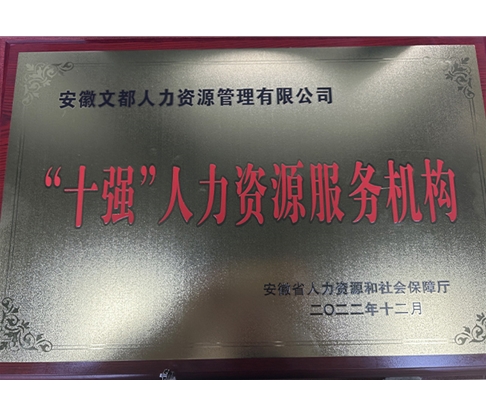 安徽文都人力资源管理有限公司
“十强”人力资源服务机构
安徽省人力资源和社会保障厅
二〇二二年十二月